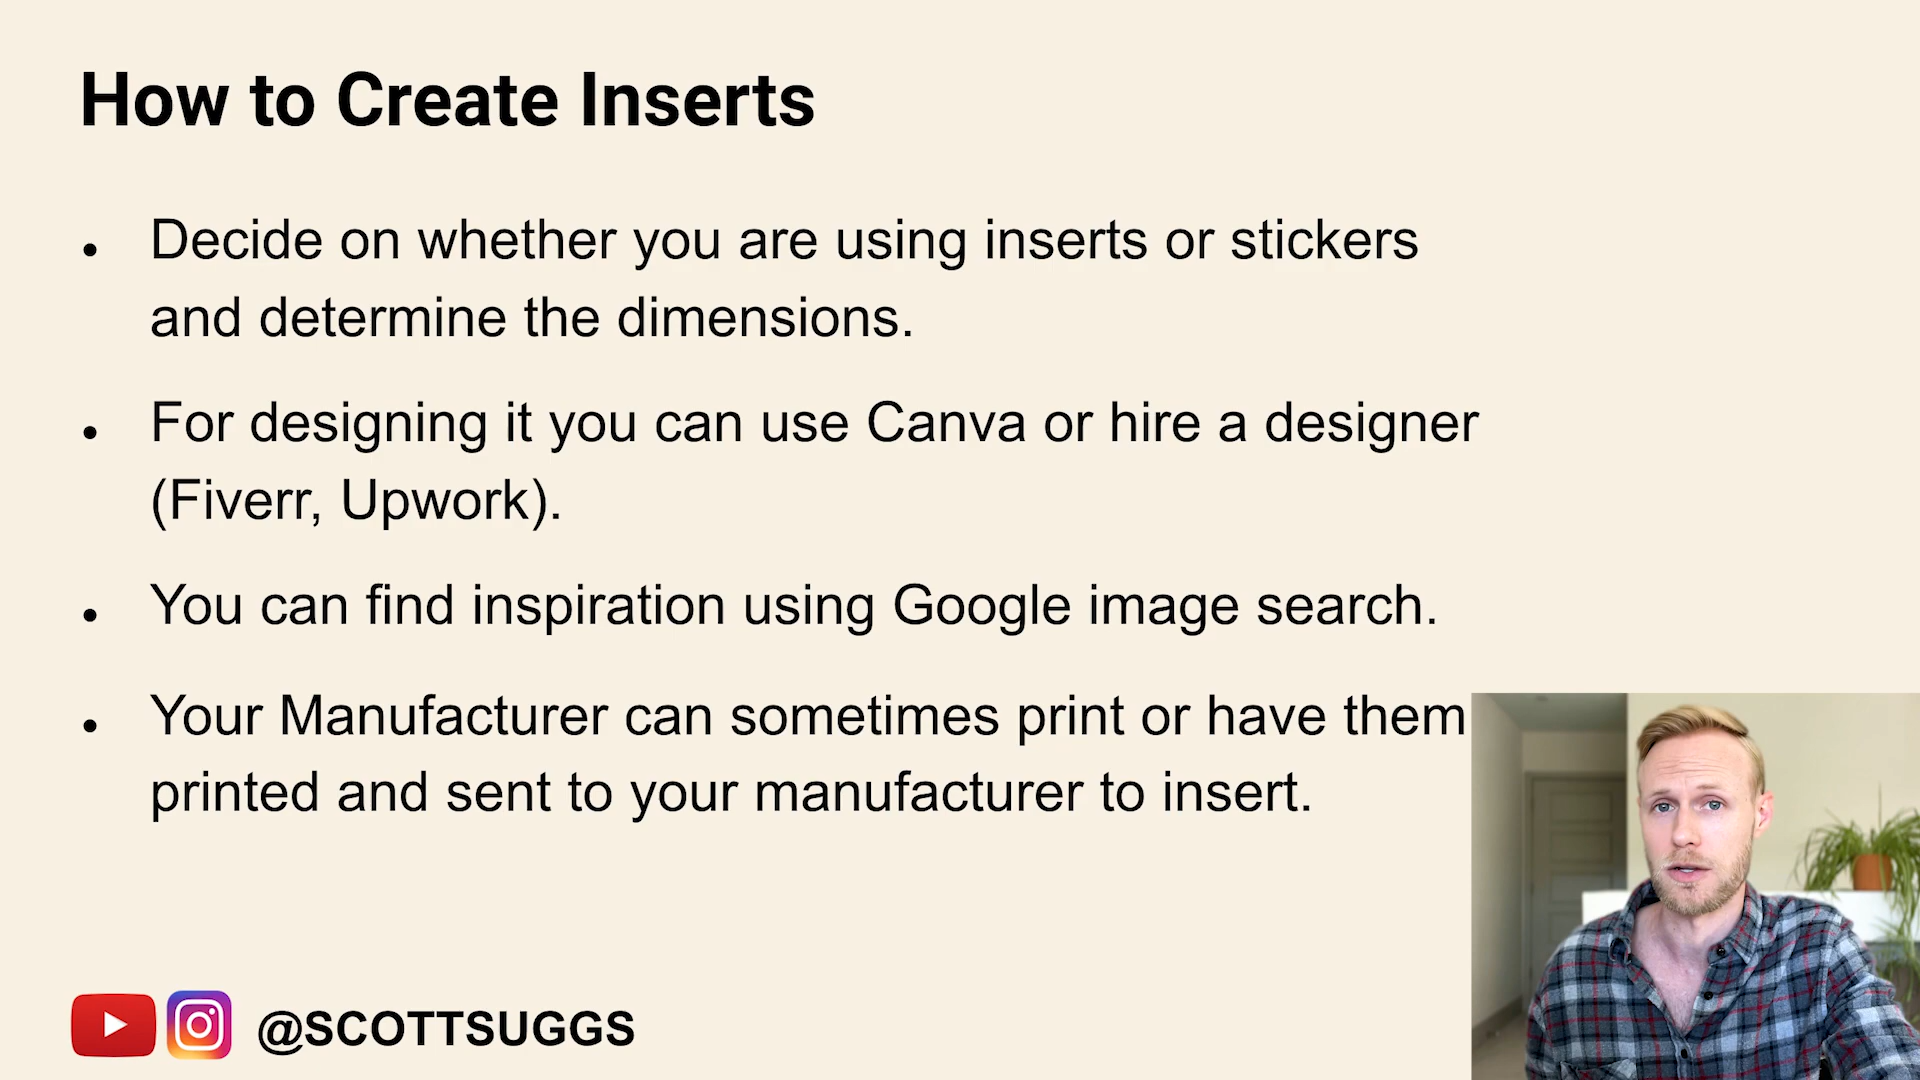 How to Create Inserts
Decide on whether you are using inserts or stickers
and determine the dimensions.
For designing it you can use Canva or hire a designer
(Fiverr, Upwork).
You can find inspiration using Google image search.
Your Manufacturer can sometimes print or have them
printed and sent to your manufacturer to insert.
@SCOTTSUGGS